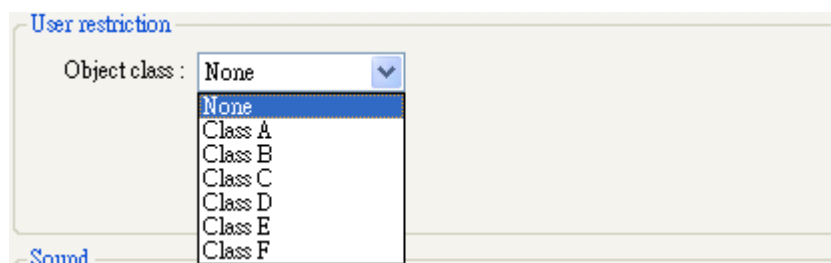 User restriction
Object class : None
None
Class A
Class B
Class C
Class D
Class E
Class F
Sound